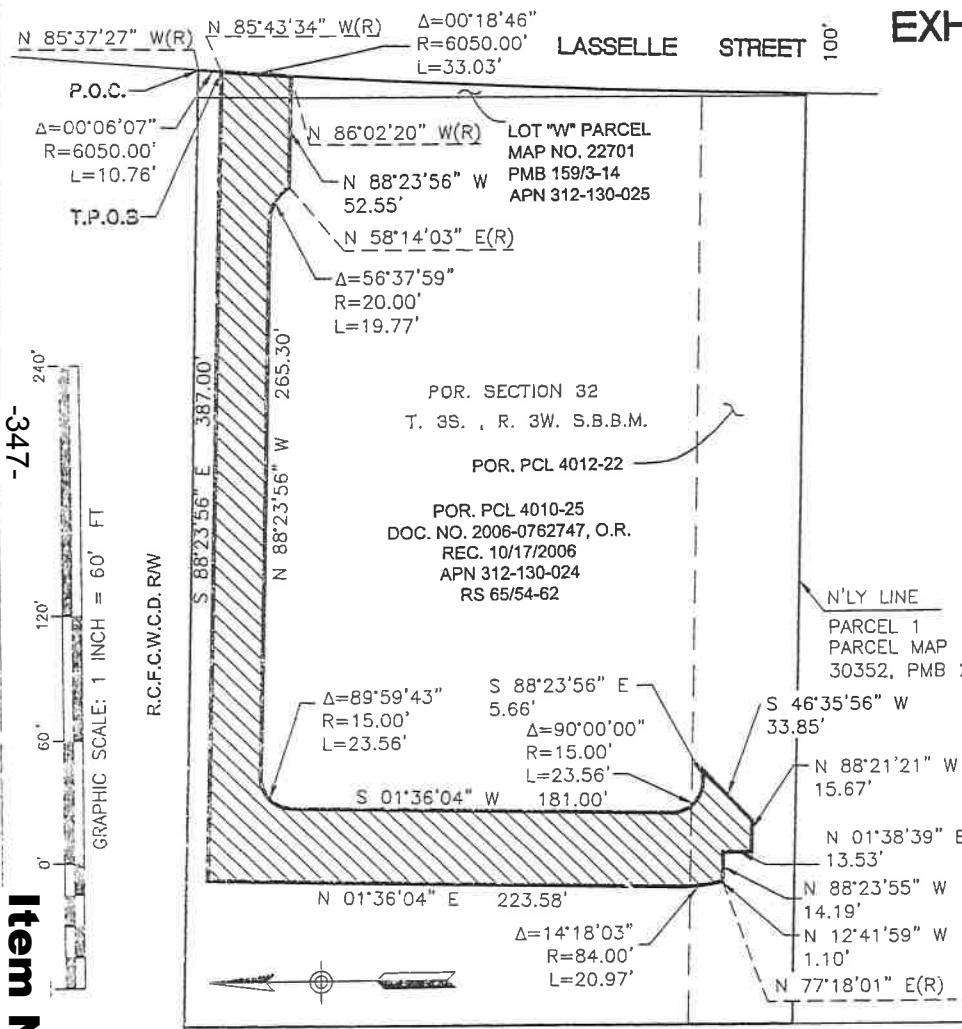 N 85°37'27" W(R)
N 85°43'34" W(R)
Δ=00°18'46"
R=6050.00'
L=33.03'
LASSELLE STREET
100'
P.O.C.
Δ=00°06'07"
R=6050.00'
L=10.76'
T.P.O.B
N 86°02'20" W(R)
LOT "W" PARCEL
MAP NO. 22701
PMB 159/3-14
APN 312-130-025
N 88°23'56" W
52.55'
N 58°14'03" E(R)
Δ=56°37'59"
R=20.00'
L=19.77'
240'
120'
60'
0'
GRAPHIC SCALE: 1 INCH = 60' FT
-347-
R.C.F.C.W.C.D. R/W
S 88°23'56" E 387.00'
N 88°23'56" W 265.30'
POR. SECTION 32
T. 3S. , R. 3W. S.B.B.M.
POR. PCL 4012-22
POR. PCL 4010-25
DOC. NO. 2006-0762747, O.R.
REC. 10/17/2006
APN 312-130-024
RS 65/54-62
N'LY LINE
PARCEL 1
PARCEL MAP
30352, PMB
Δ=89°59'43"
R=15.00'
L=23.56'
S 88°23'56" E
5.66'
Δ=90°00'00"
R=15.00'
L=23.56'
S 46°35'56" W
33.85'
N 88°21'21" W
15.67'
S 01°36'04" W 181.00'
N 01°38'39" E
13.53'
N 88°23'55" W
14.19'
N 12°41'59" W
1.10'
N 01°36'04" E 223.58'
Δ=14°18'03"
R=84.00'
L=20.97'
N 77°18'01" E(R)
Item